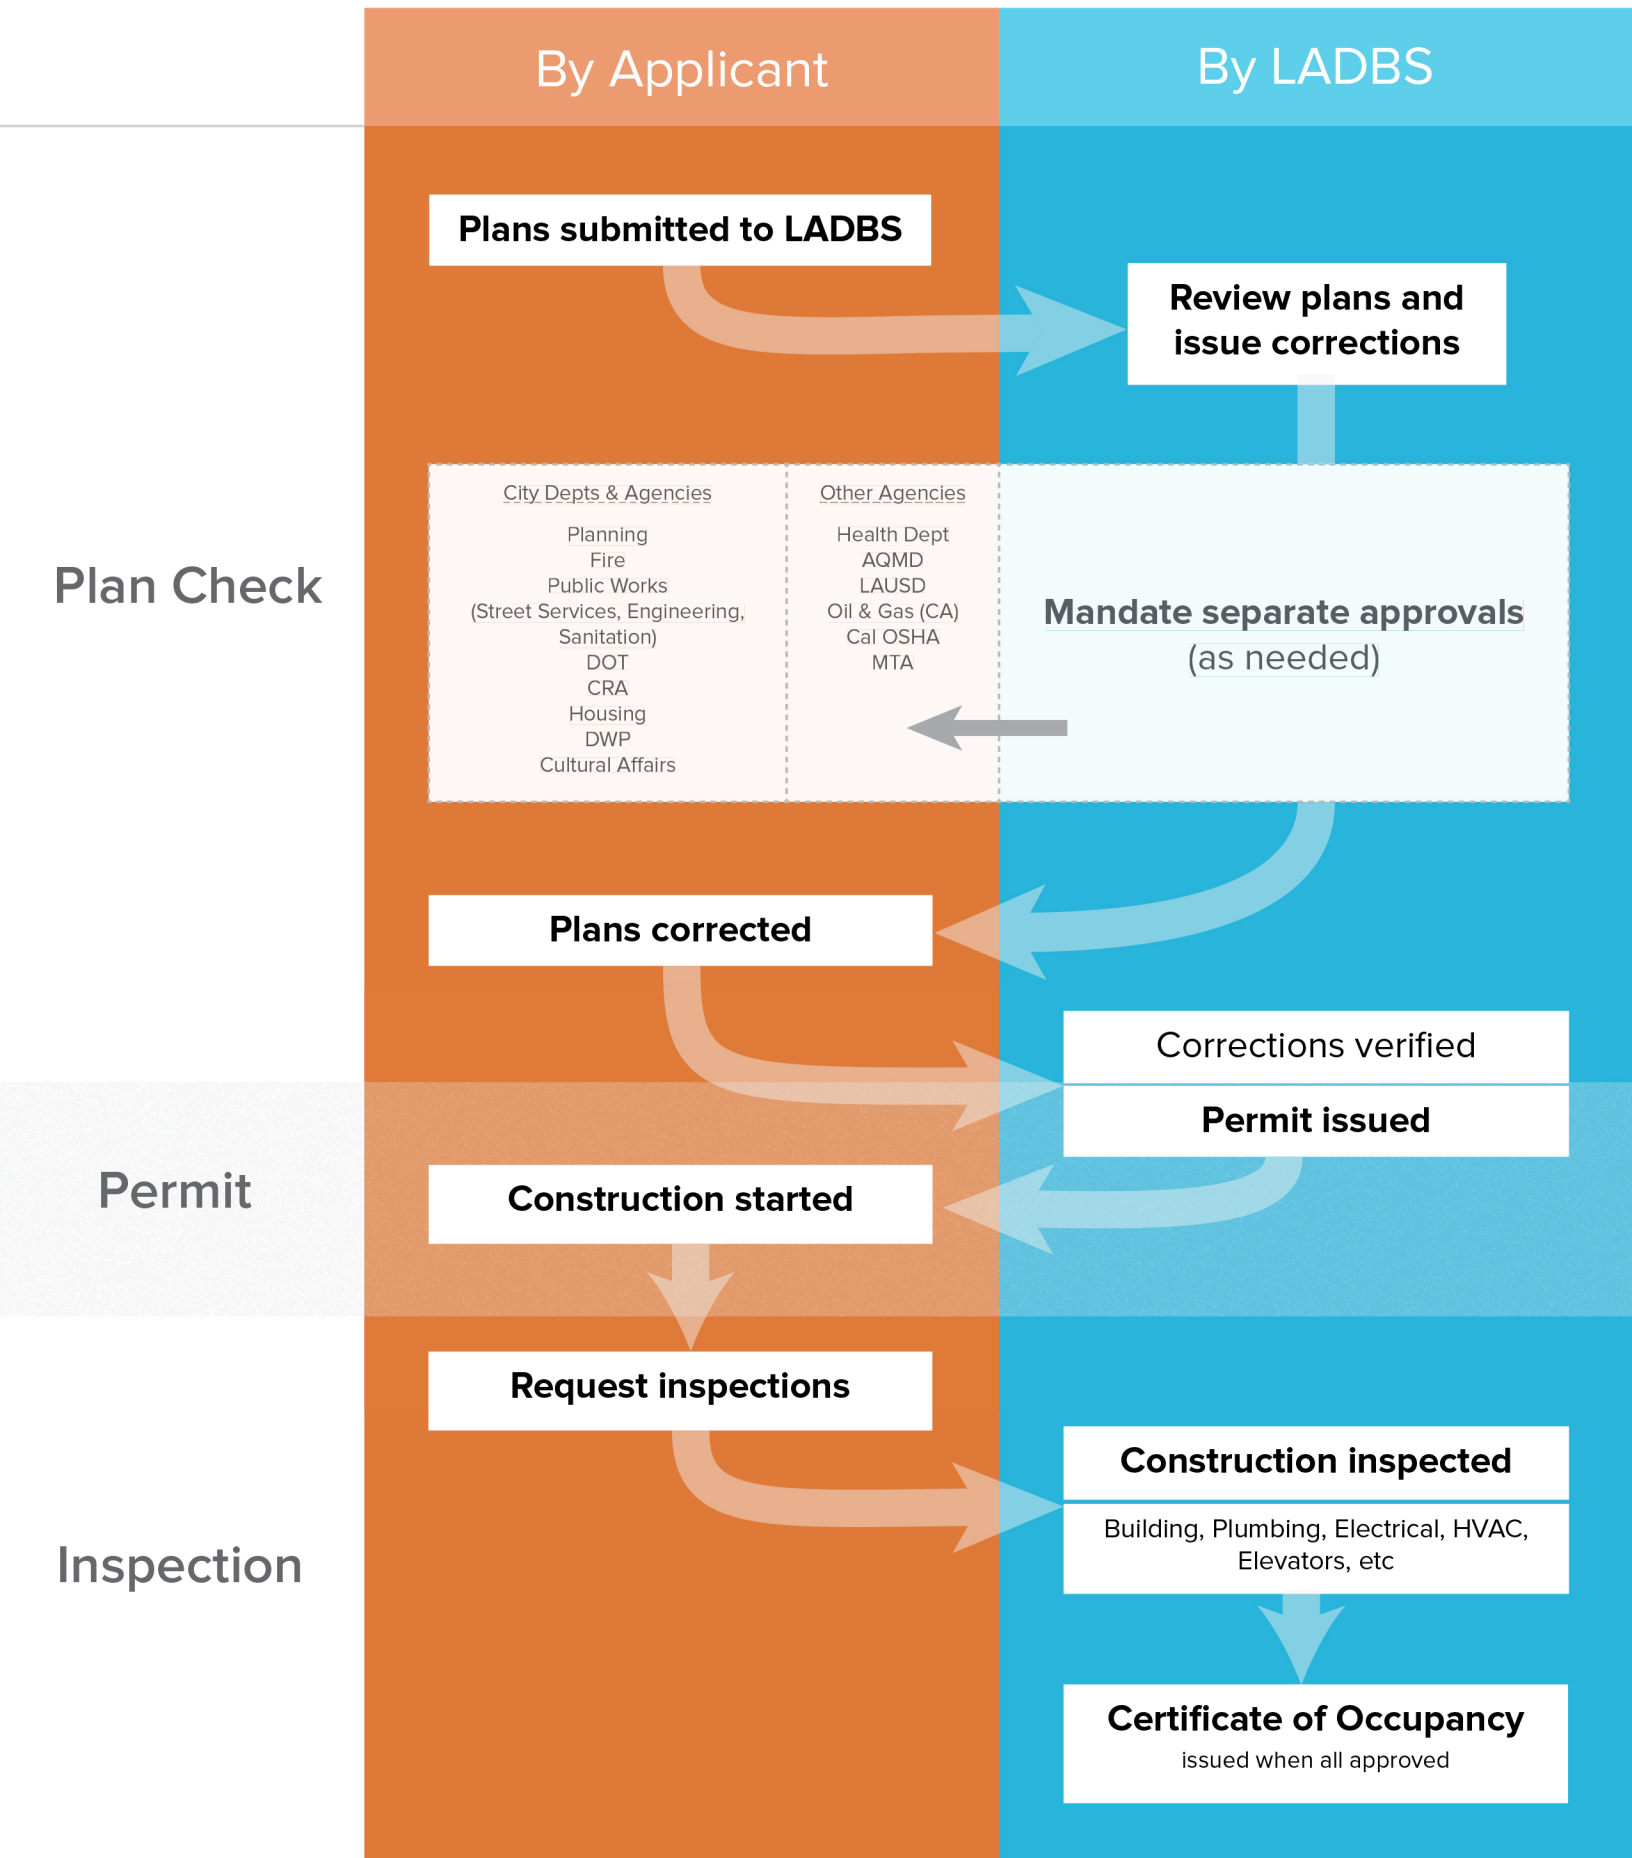 By Applicant
By LADBS
Plans submitted to LADBS
Review plans and
issue corrections
Plan Check
City Depts & Agencies
Planning
Fire
Public Works
(Street Services, Engineering,
Sanitation)
DOT
CRA
Housing
DWP
Cultural Affairs
Other Agencies
Health Dept
AQMD
LAUSD
Oil & Gas (CA)
Cal OSHA
MTA
Mandate separate approvals
(as needed)
Plans corrected
Corrections verified
Permit issued
Permit
Construction started
Request inspections
Inspection
Construction inspected
Building, Plumbing, Electrical, HVAC,
Elevators, etc
Certificate of Occupancy
issued when all approved